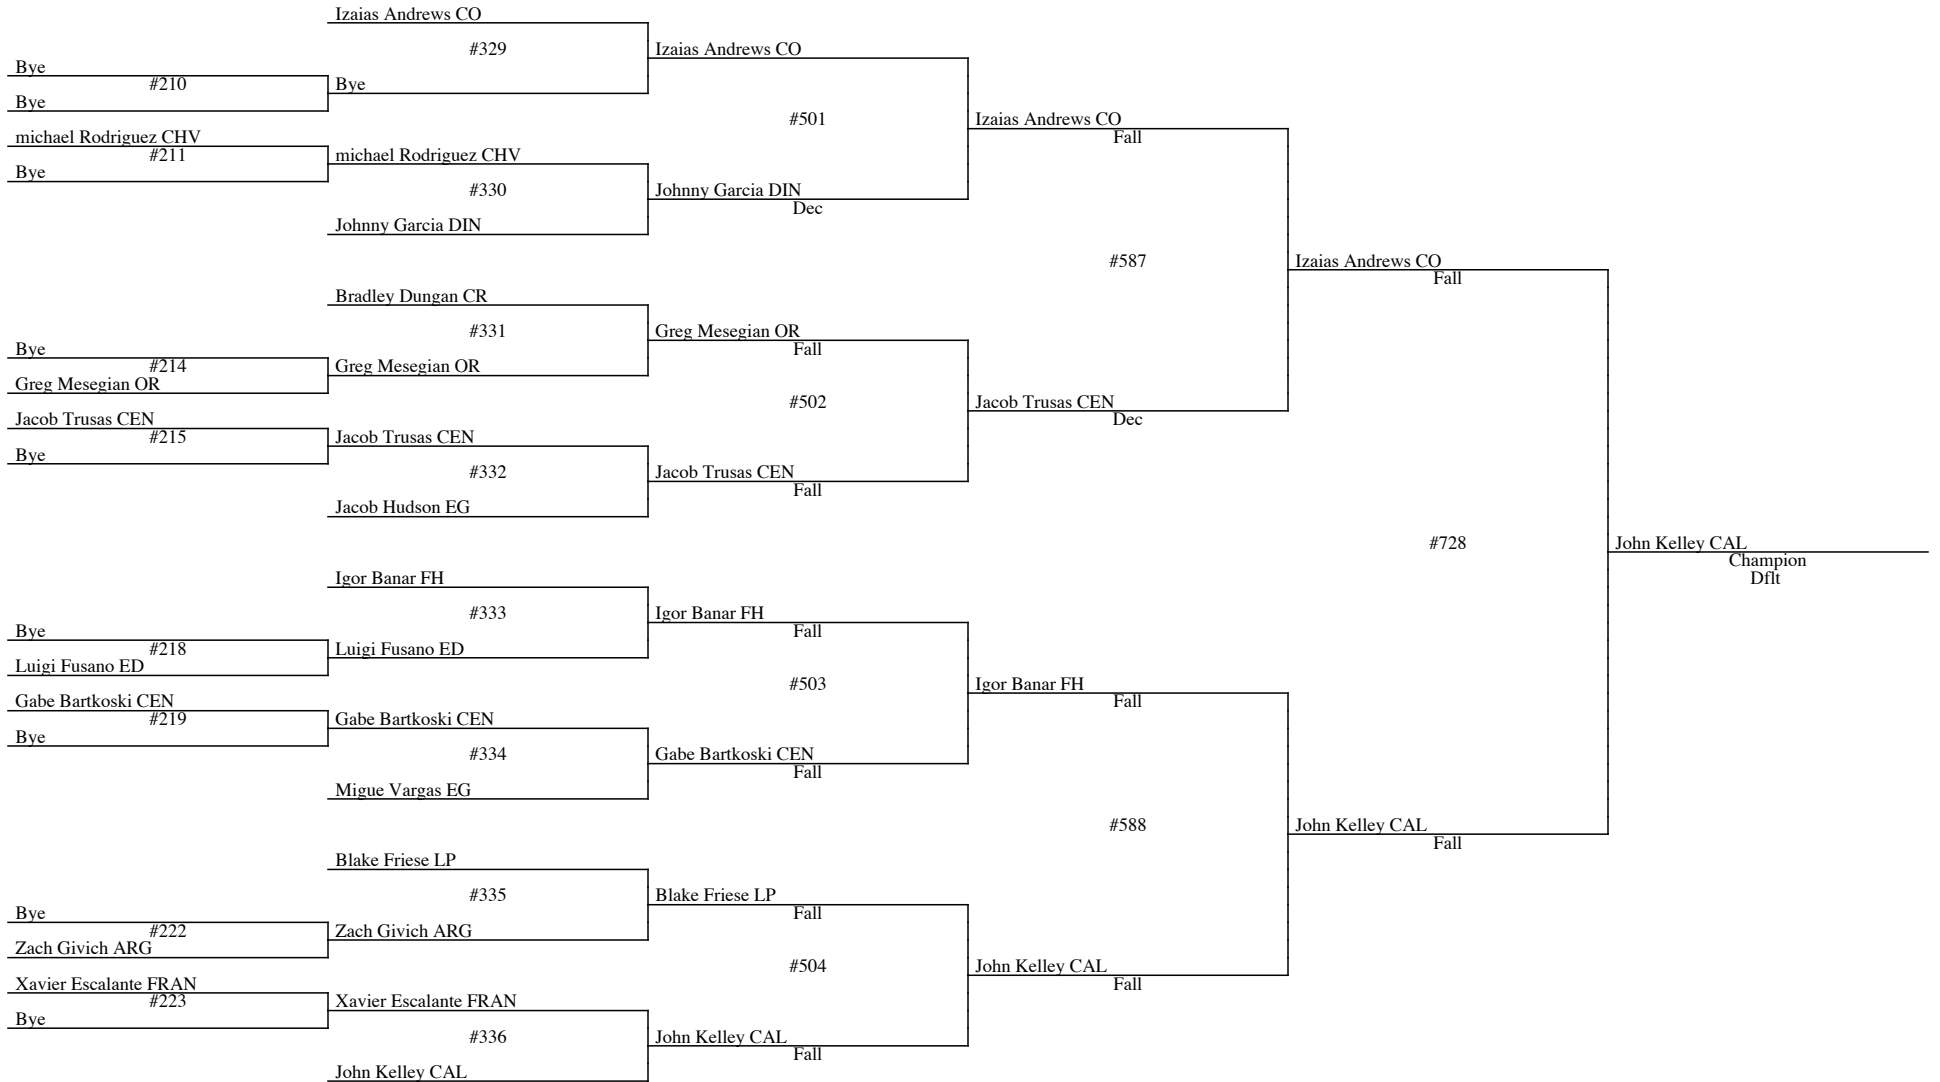 Izaias Andrews CO
#329
Izaias Andrews CO
Bye
#210
Bye
Bye
#501
Izaias Andrews CO
Fall
michael Rodriguez CHV
#211
michael Rodriguez CHV
Bye
#330
Johnny Garcia DIN
Dec
Johnny Garcia DIN
#587
Izaias Andrews CO
Fall
Bradley Dungan CR
#331
Greg Mesegian OR
Fall
Bye
#214
Greg Mesegian OR
Greg Mesegian OR
#502
Jacob Trusas CEN
Dec
Jacob Trusas CEN
#215
Jacob Trusas CEN
Bye
#332
Jacob Trusas CEN
Fall
Jacob Hudson EG
#728
John Kelley CAL
Champion
Dflt
Igor Banar FH
#333
Igor Banar FH
Fall
Bye
#218
Luigi Fusano ED
Luigi Fusano ED
#503
Igor Banar FH
Fall
Gabe Bartkoski CEN
#219
Gabe Bartkoski CEN
Bye
#334
Gabe Bartkoski CEN
Fall
Migue Vargas EG
#588
John Kelley CAL
Fall
Blake Friese LP
#335
Blake Friese LP
Fall
Bye
#222
Zach Givich ARG
Zach Givich ARG
#504
John Kelley CAL
Fall
Xavier Escalante FRAN
#223
Xavier Escalante FRAN
Bye
#336
John Kelley CAL
Fall
John Kelley CAL